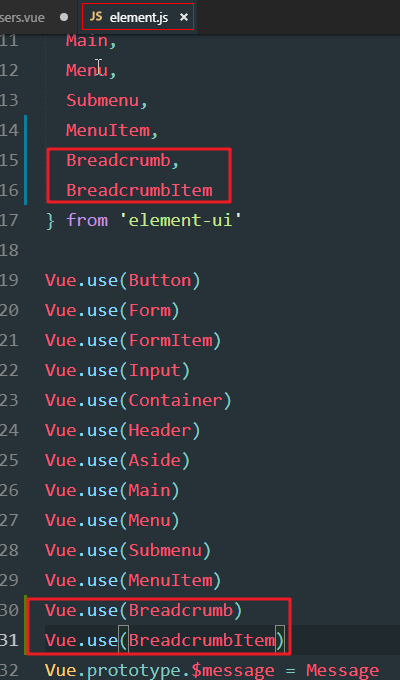 sers.vue ● JS element.js ×
11 Main,
12 Menu,
13 Submenu,
14 MenuItem,
15 Breadcrumb,
16 BreadcrumbItem
17 } from 'element-ui'
18
19 Vue.use(Button)
20 Vue.use(Form)
21 Vue.use(FormItem)
22 Vue.use(Input)
23 Vue.use(Container)
24 Vue.use(Header)
25 Vue.use(Aside)
26 Vue.use(Main)
27 Vue.use(Menu)
28 Vue.use(Submenu)
29 Vue.use(MenuItem)
30 Vue.use(Breadcrumb)
31 Vue.use(BreadcrumbItem)
32 Vue.prototype.$message = Message